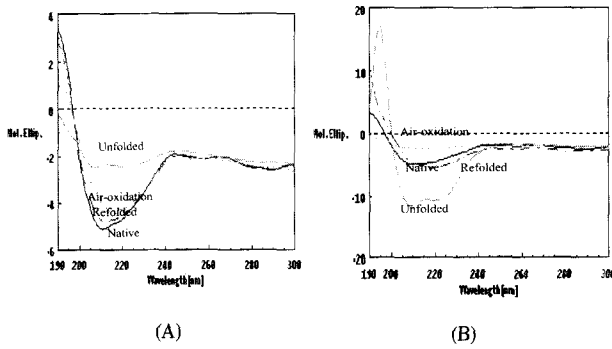 4
2
0
Mol.Ellip.
-2
-4
-6
Unfolded
Air-oxidation
Refolded
Native
190 200 220 240 260 280 300
Wavelength[nm]
(A)
20
10
0
Mol.Ellip.
-10
-20
Air-oxidation
Native
Refolded
Unfolded
190 200 220 240 260 280 300
Wavelength[nm]
(B)